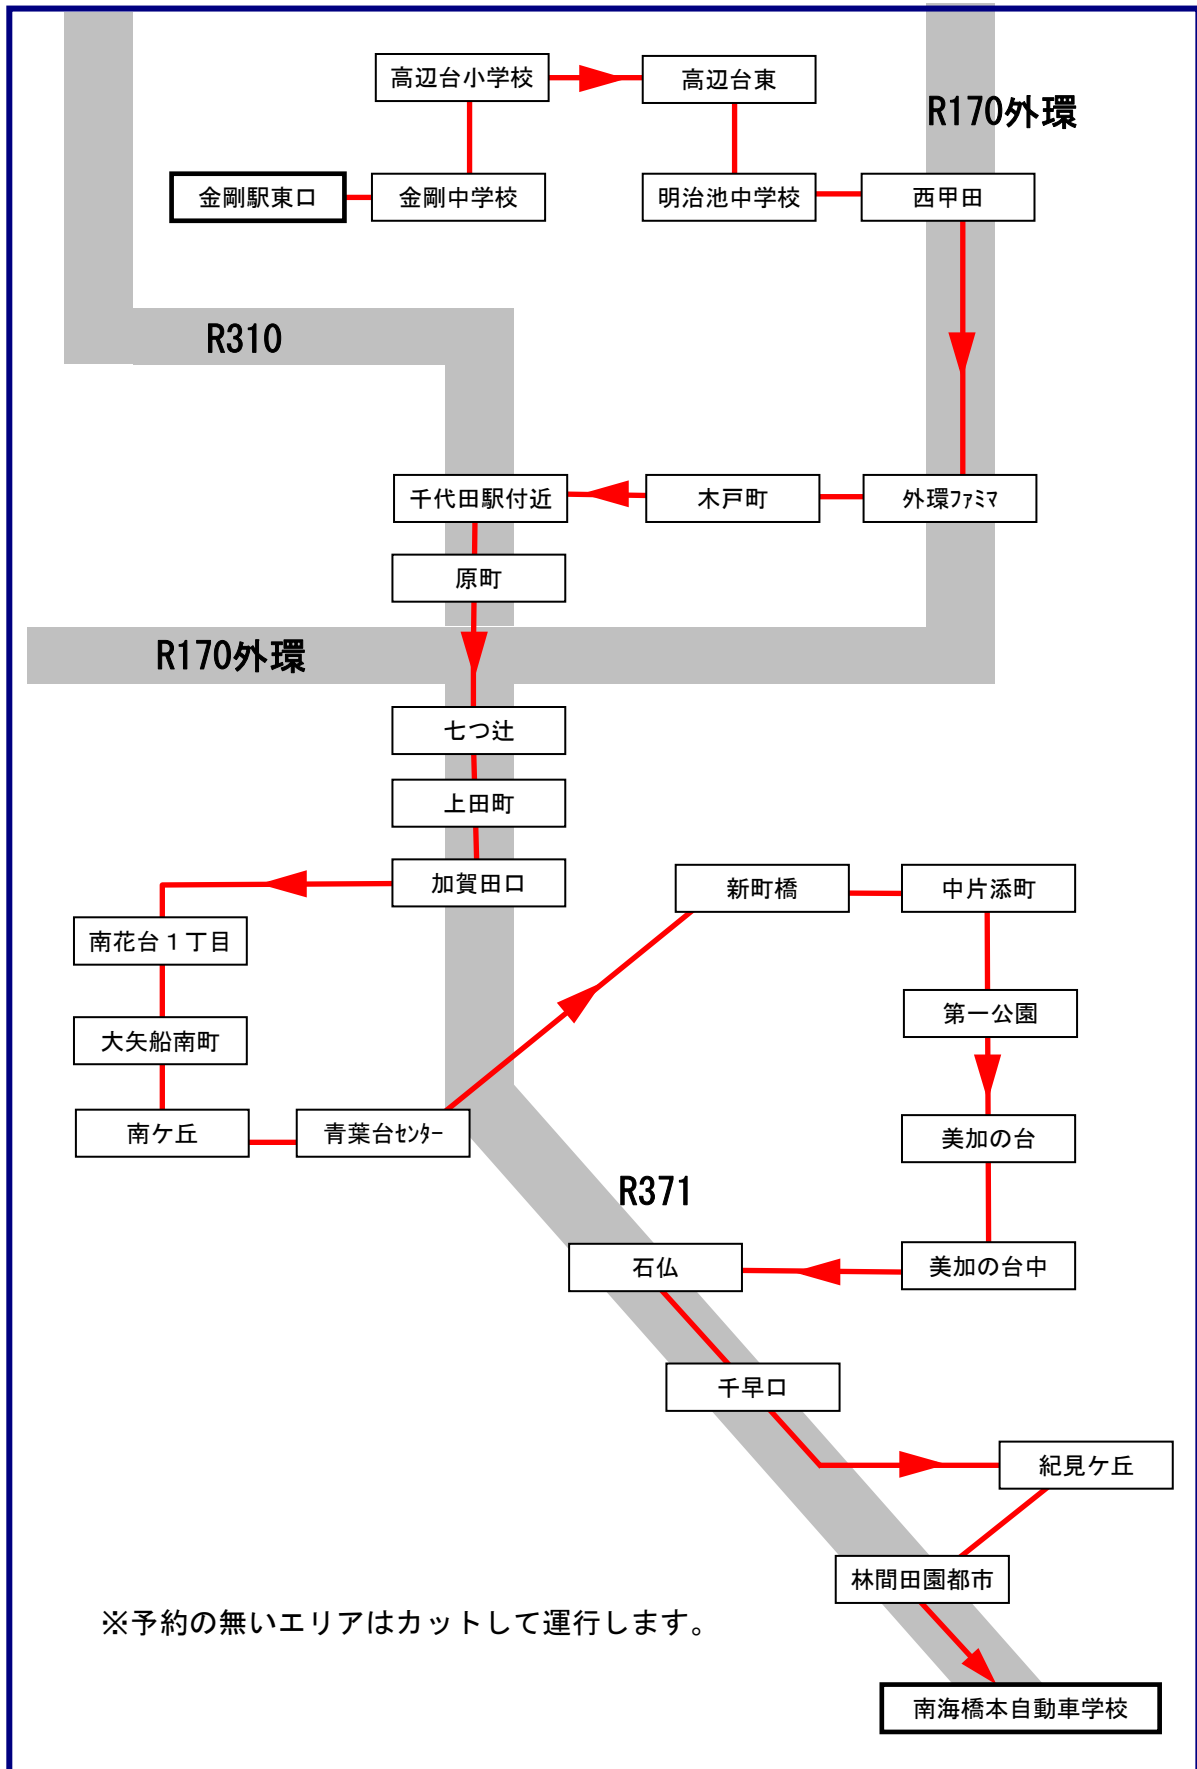 高辺台小学校
高辺台東
R170外環
金剛駅東口
金剛中学校
明治池中学校
西甲田
R310
千代田駅付近
木戸町
外環ﾌｧﾐﾏ
原町
R170外環
七つ辻
上田町
加賀田口
新町橋
中片添町
南花台１丁目
第一公園
大矢船南町
南ケ丘
青葉台ｾﾝﾀｰ
美加の台
R371
石仏
美加の台中
千早口
紀見ケ丘
林間田園都市
※予約の無いエリアはカットして運行します。
南海橋本自動車学校